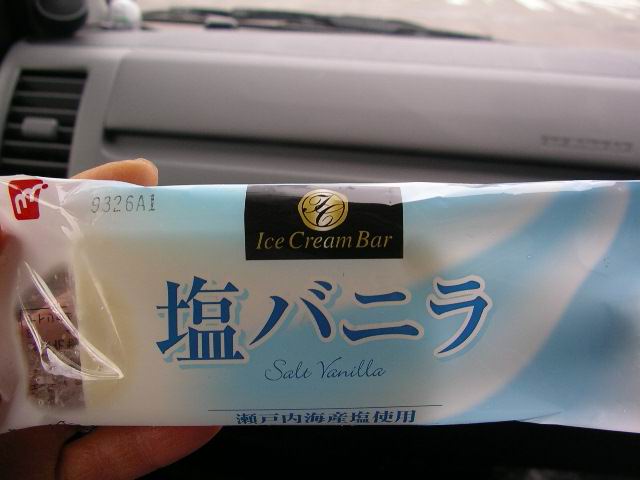 9326A1
Ice Cream Bar
塩バニラ
Salt Vanilla
瀬戸内海産塩使用